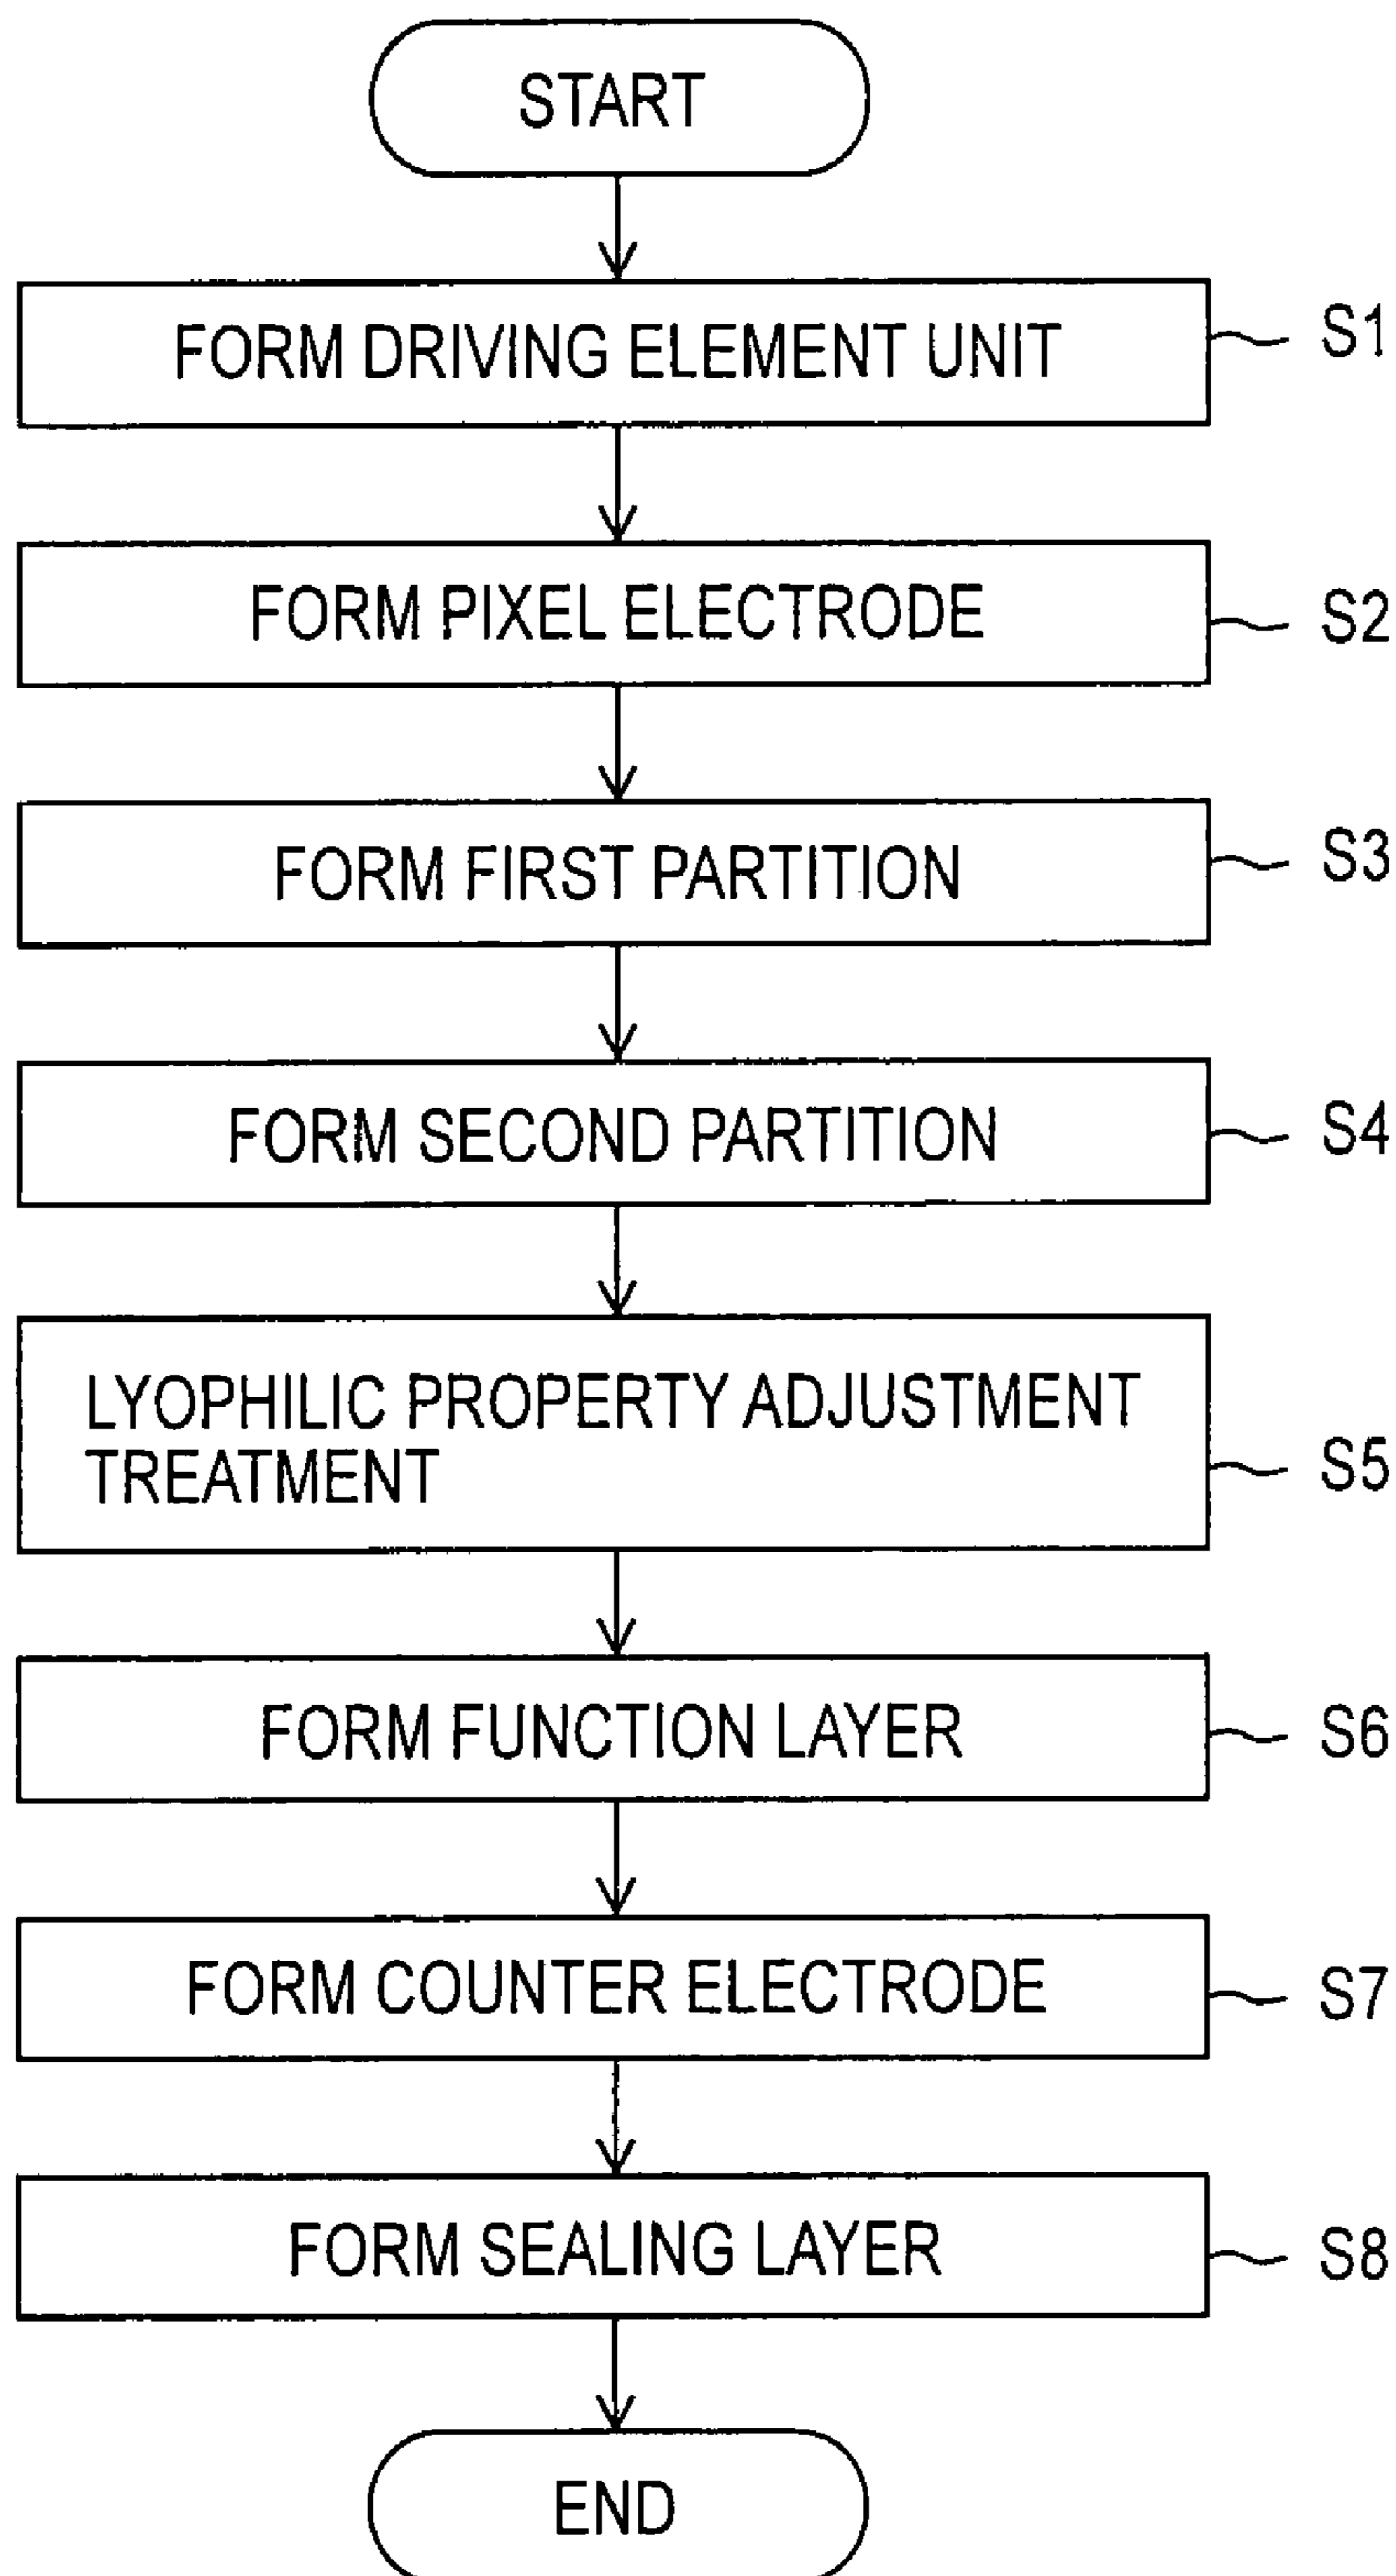 START
FORM DRIVING ELEMENT UNIT
S1
FORM PIXEL ELECTRODE
S2
FORM FIRST PARTITION
S3
FORM SECOND PARTITION
S4
LYOPHILIC PROPERTY ADJUSTMENT
TREATMENT
S5
FORM FUNCTION LAYER
S6
FORM COUNTER ELECTRODE
S7
FORM SEALING LAYER
S8
END